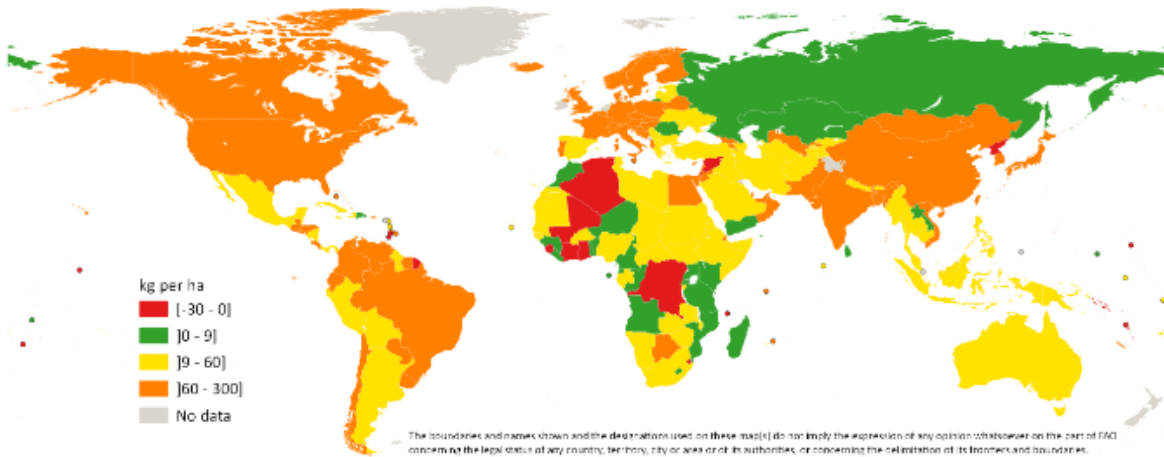 kg per ha
[-30 - 0]
]0 - 9]
]9 - 60]
]60 - 300]
No data
The boundaries and names shown and the designations used on these map(s) do not imply the expression of any opinion whatsoever on the part of FAO
concerning the legal status of any country, territory, city or area or of its authorities, or concerning the delimitation of its frontiers and boundaries.